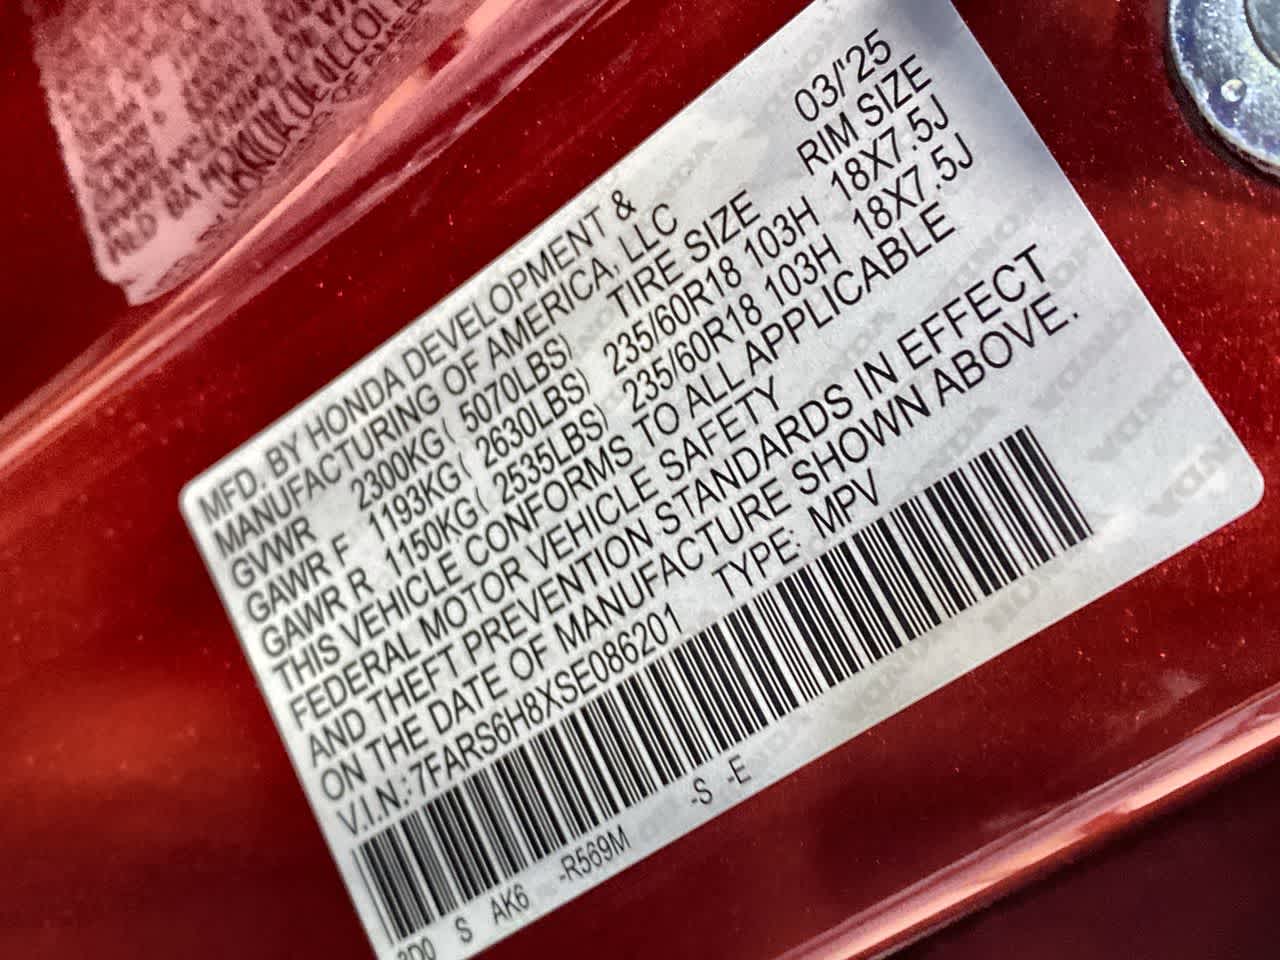 03/'25
MFD. BY HONDA DEVELOPMENT &
MANUFACTURING OF AMERICA, LLC
TIRE SIZE RIM SIZE
GVWR 2300KG( 5070LBS)
GAWR F 1193KG( 2630LBS) 235/60R18 103H 18X7.5J
GAWR R 1150KG( 2535LBS) 235/60R18 103H 18X7.5J
THIS VEHICLE CONFORMS TO ALL APPLICABLE
FEDERAL MOTOR VEHICLE SAFETY
AND THEFT PREVENTION STANDARDS IN EFFECT
ON THE DATE OF MANUFACTURE SHOWN ABOVE.
V.I.N.:7FARS6H8XSE086201 TYPE: MPV
3D0 S AK6 -R569M -S -E